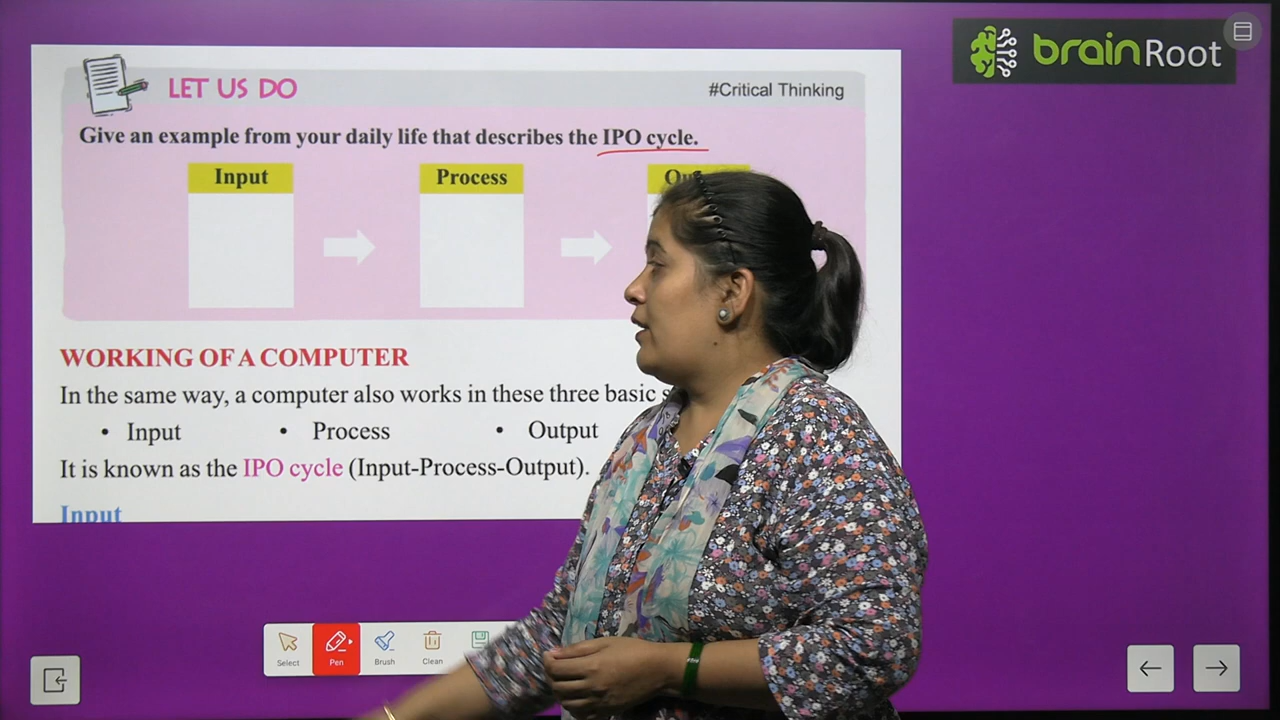 brainRoot
LET US DO
#Critical Thinking
Give an example from your daily life that describes the IPO cycle.
Input
Process
WORKING OF A COMPUTER
In the same way, a computer also works in these three basic
• Input • Process • Output
It is known as the IPO cycle (Input-Process-Output).
Input
Select
Pen
Brush
Clean